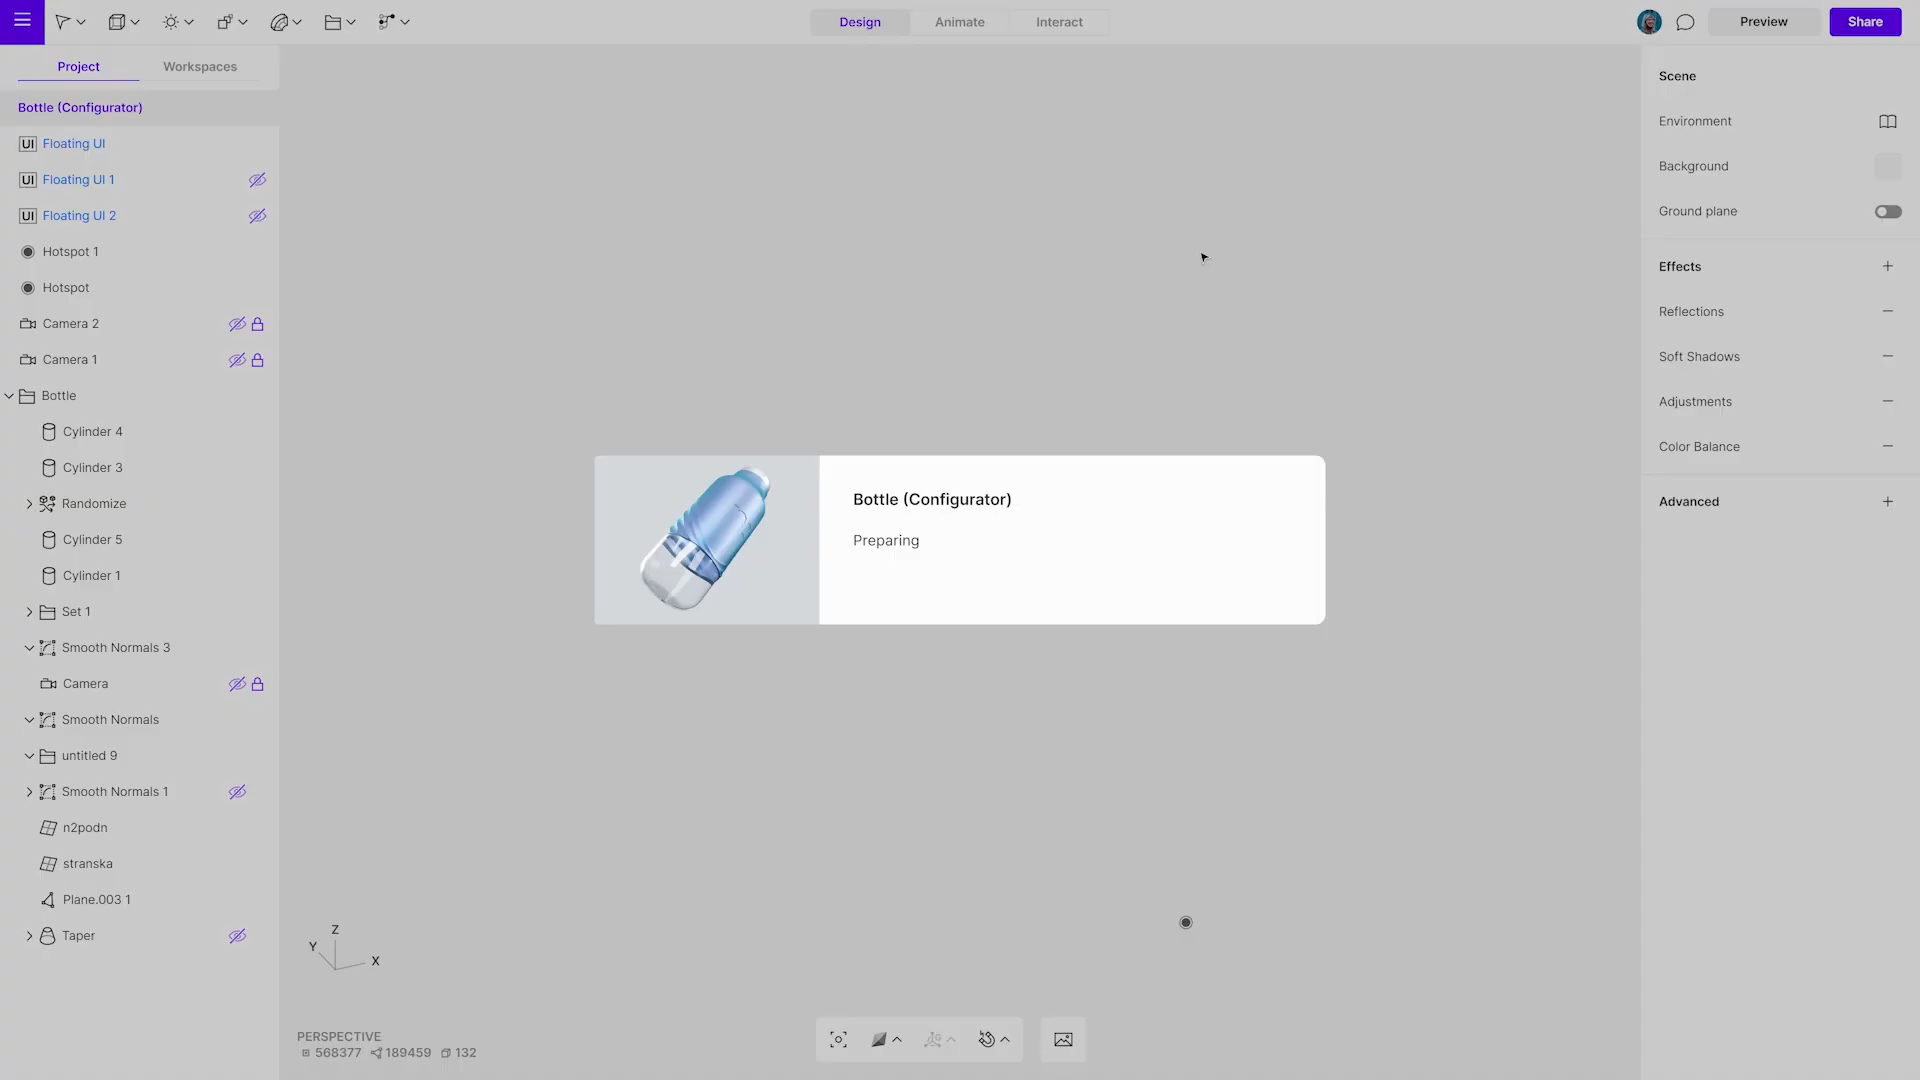 Design
Animate
Interact
Preview
Share
Project
Workspaces
Bottle (Configurator)
UI Floating UI
UI Floating UI 1
UI Floating UI 2
Hotspot 1
Hotspot
Camera 2
Camera 1
Bottle
Cylinder 4
Cylinder 3
Randomize
Cylinder 5
Cylinder 1
Set 1
Smooth Normals 3
Camera
Smooth Normals
untitled 9
Smooth Normals 1
n2podn
stranska
Plane.003 1
Taper
Bottle (Configurator)
Preparing
Z
Y
X
PERSPECTIVE
568377 189459 132
Scene
Environment
Background
Ground plane
Effects
Reflections
Soft Shadows
Adjustments
Color Balance
Advanced